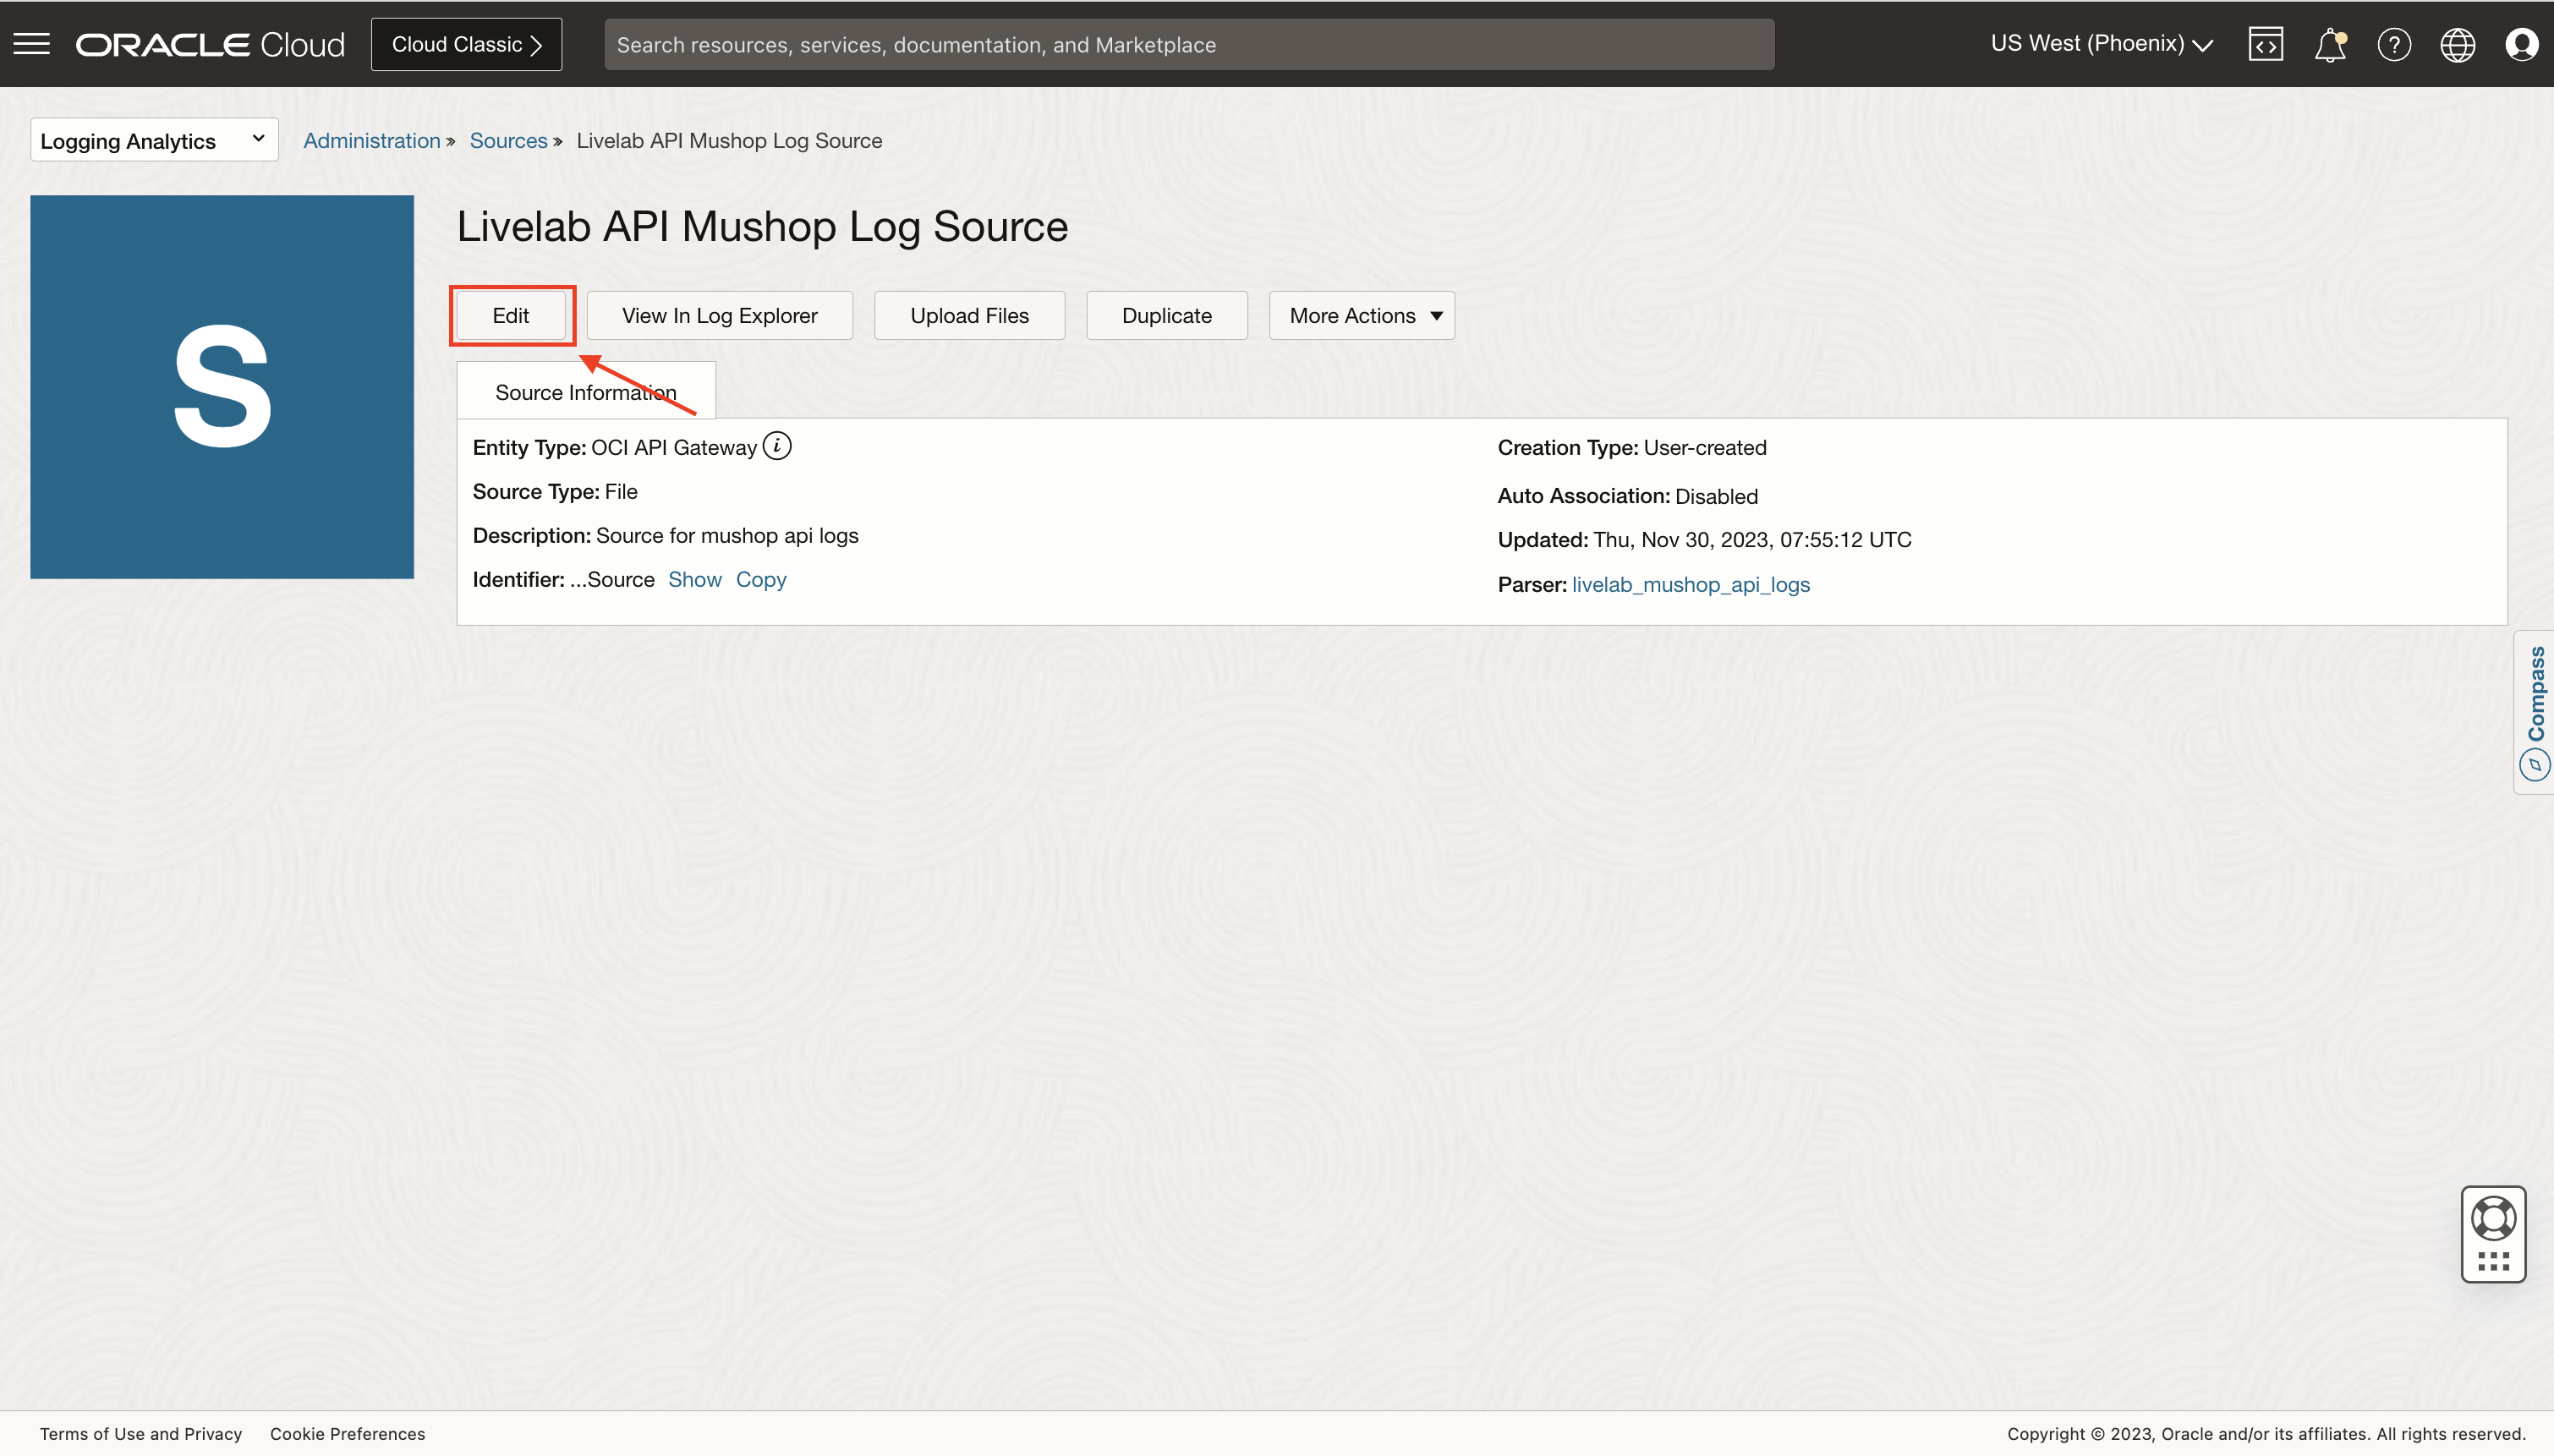 ORACLE Cloud
Cloud Classic
Search resources, services, documentation, and Marketplace
US West (Phoenix)
Logging Analytics
Administration » Sources » Livelab API Mushop Log Source
S
Livelab API Mushop Log Source
Edit
View In Log Explorer
Upload Files
Duplicate
More Actions
Source Information
Entity Type: OCI API Gateway i
Source Type: File
Description: Source for mushop api logs
Identifier: ...Source Show Copy
Creation Type: User-created
Auto Association: Disabled
Updated: Thu, Nov 30, 2023, 07:55:12 UTC
Parser: livelab_mushop_api_logs
Compass
Terms of Use and Privacy
Cookie Preferences
Copyright © 2023, Oracle and/or its affiliates. All rights reserved.